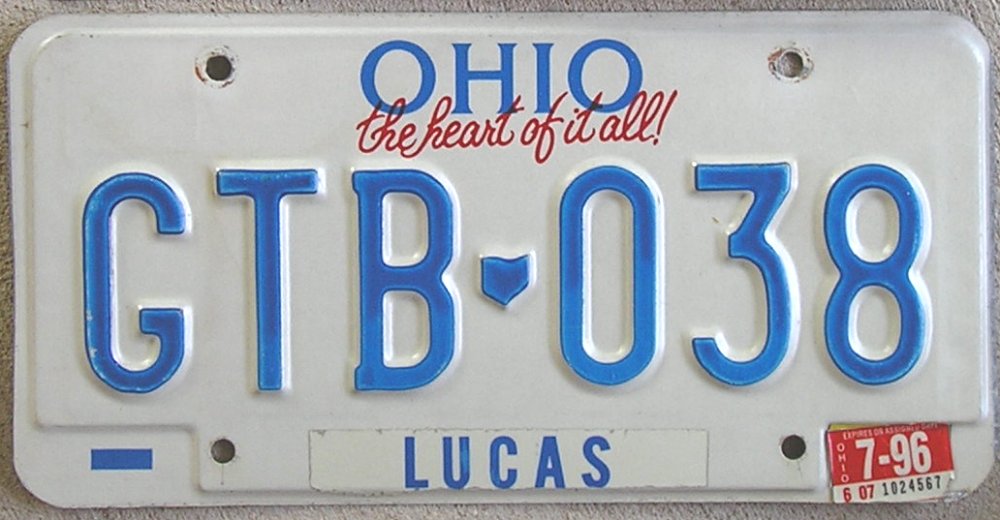 OHIO
the heart of it all!
GTB 038
LUCAS
EXPIRES ON ASSIGNED DATE
OHIO
7-96
6 07 1024567